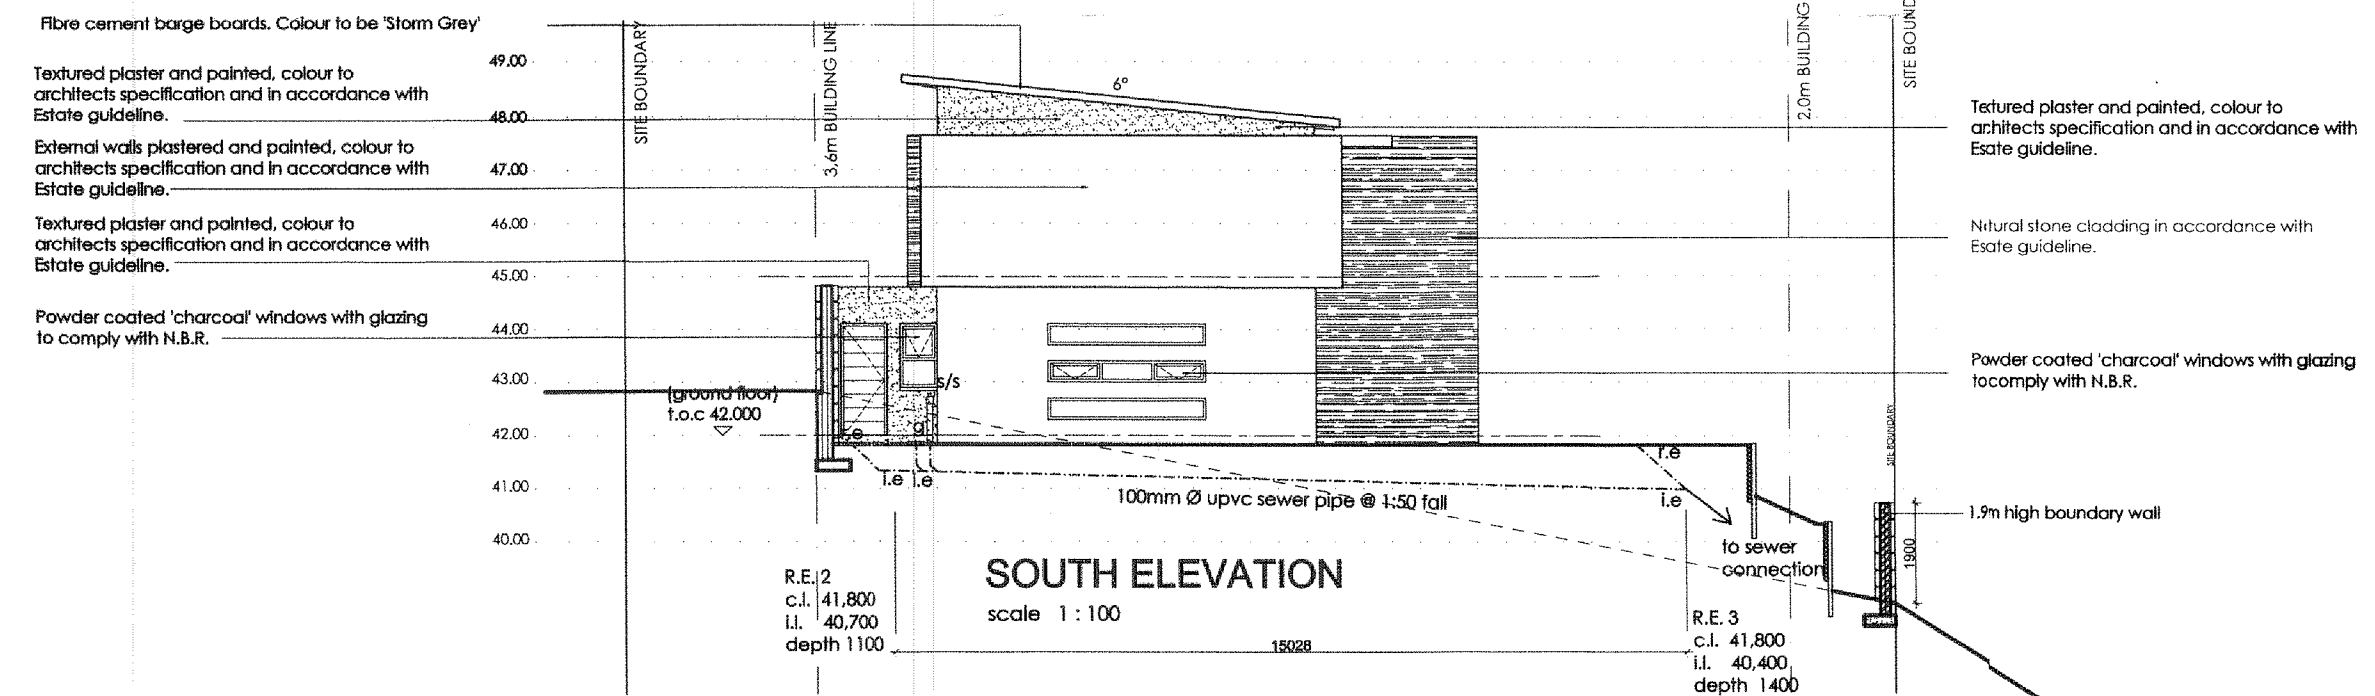 Fibre cement barge boards. Colour to be 'Storm Grey'
Textured plaster and painted, colour to
architects specification and in accordance with
Estate guideline.
External walls plastered and painted, colour to
architects specification and in accordance with
Estate guideline.
Textured plaster and painted, colour to
architects specification and in accordance with
Estate guideline.
Powder coated 'charcoal' windows with glazing
to comply with N.B.R.
49.00
48.00
47.00
46.00
45.00
44.00
43.00
42.00
41.00
40.00
SITE BOUNDARY
3,6m BUILDING LINE
6°
2.0m BUILDING
SITE BOUND
Textured plaster and painted, colour to
architects specification and in accordance with
Esate guideline.
Natural stone cladding in accordance with
Esate guideline.
Powder coated 'charcoal' windows with glazing
tocomply with N.B.R.
SITE BOUNDARY
1.9m high boundary wall
1900
(ground floor)
t.o.c 42.000
s/s
g
r.e
i.e i.e
r.e
i.e
100mm Ø upvc sewer pipe @ 1:50 fall
to sewer
connection
SOUTH ELEVATION
scale 1 : 100
R.E. 2
c.l. 41,800
i.l. 40,700
depth 1100
15028
R.E. 3
c.l. 41,800
i.l. 40,400
depth 1400